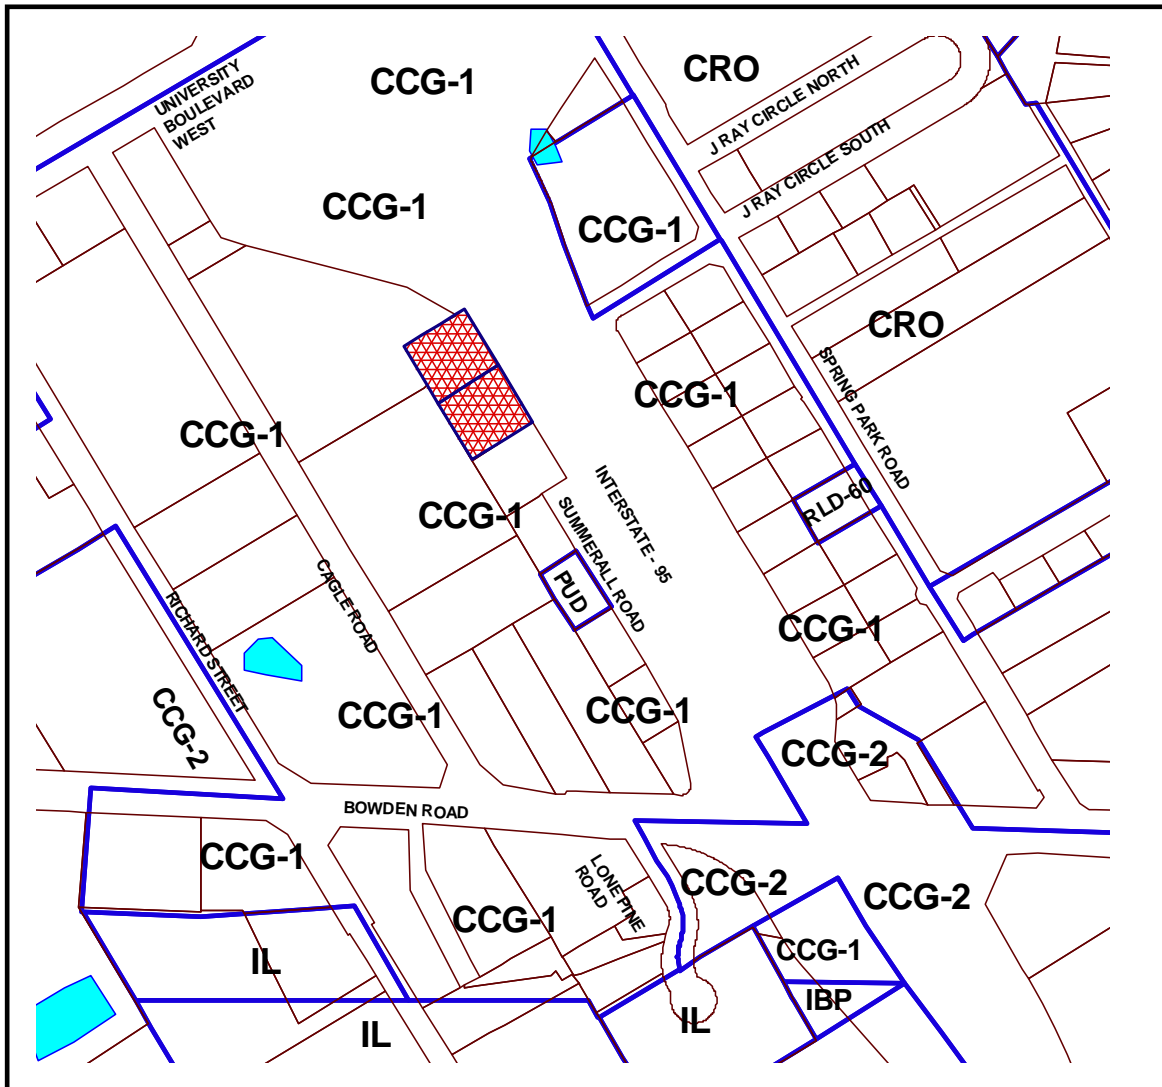 CCG-1
CRO
UNIVERSITY
BOULEVARD
WEST
J RAY CIRCLE NORTH
J RAY CIRCLE SOUTH
CCG-1
CCG-1
CRO
SPRING PARK ROAD
CCG-1
CCG-1
INTERSTATE - 95
RLD-60
CCG-1
SUMMERALL ROAD
PUD
CAGLE ROAD
RICHARD STREET
CCG-1
CCG-2
CCG-1
CCG-1
CCG-2
BOWDEN ROAD
CCG-1
LONE PINE
ROAD
CCG-2
CCG-2
CCG-1
CCG-1
IL
IBP
IL
IL